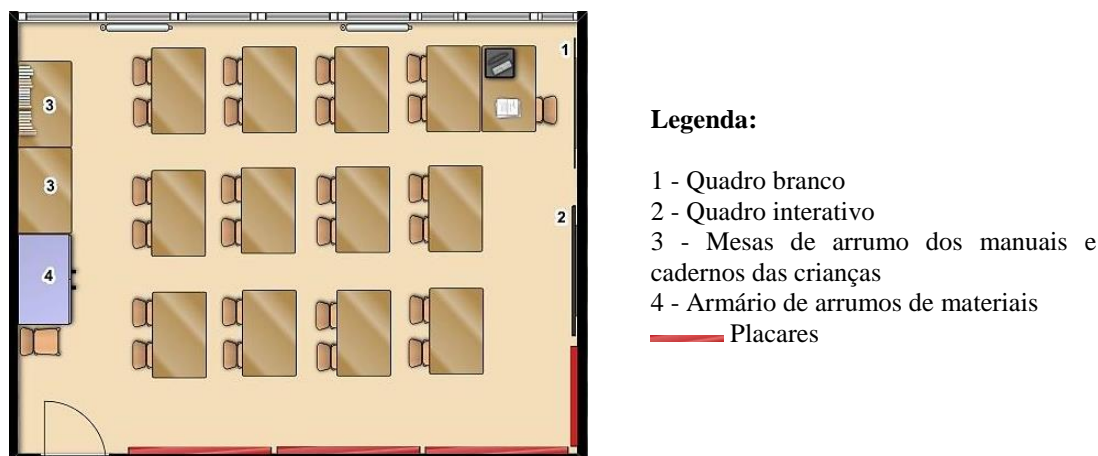 1
3
3
2
4
Legenda:
1 - Quadro branco
2 - Quadro interativo
3 - Mesas de arrumo dos manuais e
cadernos das crianças
4 - Armário de arrumos de materiais
Placares